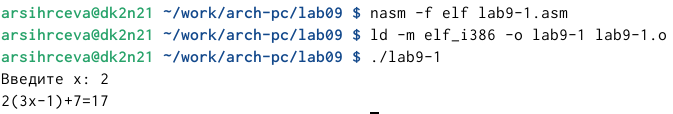 arsihrceva@dk2n21 ~/work/arch-pc/lab09 $ nasm -f elf lab9-1.asm
arsihrceva@dk2n21 ~/work/arch-pc/lab09 $ ld -m elf_i386 -o lab9-1 lab9-1.o
arsihrceva@dk2n21 ~/work/arch-pc/lab09 $ ./lab9-1
Введите x: 2
2(3x-1)+7=17